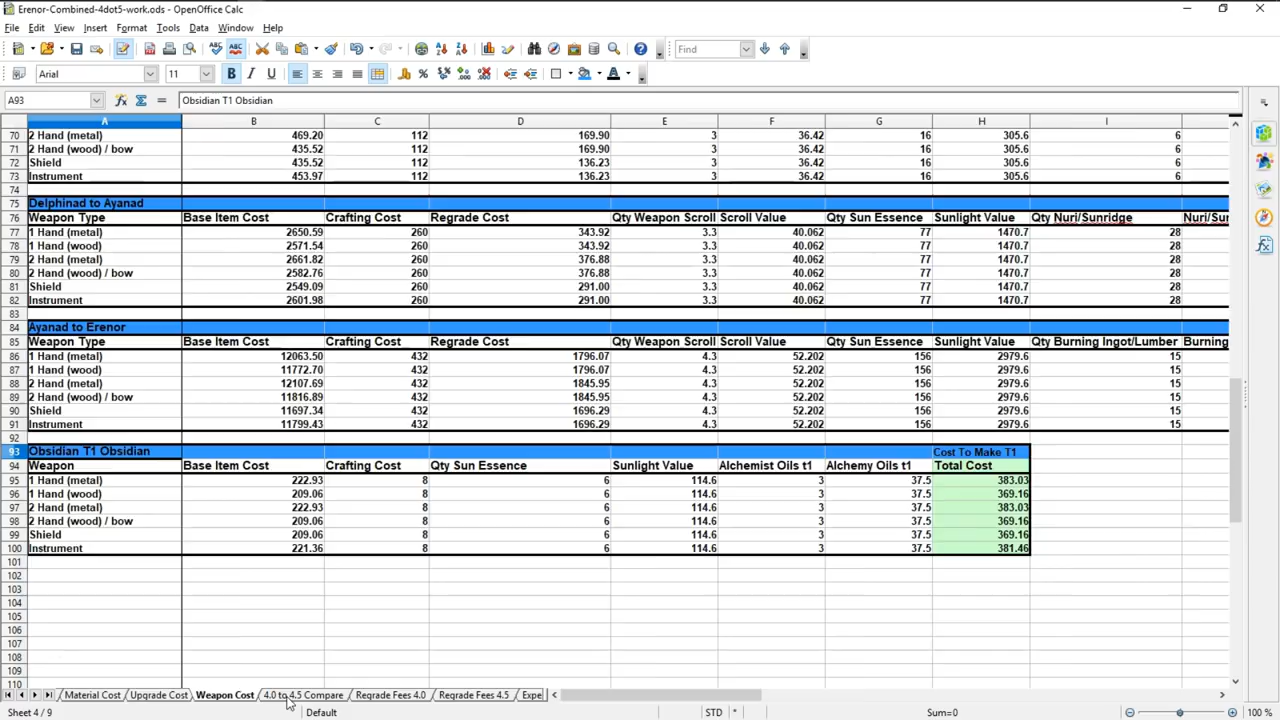 Erenor-Combined-4dot5-work.ods - OpenOffice Calc
File Edit View Insert Format Tools Data Window Help
Find
Arial 11
A93 Obsidian T1 Obsidian
A B C D E F G H I
70 2 Hand (metal) 469.20 112 169.90 3 36.42 16 305.6 6
71 2 Hand (wood) / bow 435.52 112 169.90 3 36.42 16 305.6 6
72 Shield 435.52 112 136.23 3 36.42 16 305.6 6
73 Instrument 453.97 112 136.23 3 36.42 16 305.6 6
74
75 Delphinad to Ayanad
76 Weapon Type Base Item Cost Crafting Cost Regrade Cost Qty Weapon Scroll Scroll Value Qty Sun Essence Sunlight Value Qty Nuri/Sunridge Nuri/Sur
77 1 Hand (metal) 2650.59 260 343.92 3.3 40.062 77 1470.7 28
78 1 Hand (wood) 2571.54 260 343.92 3.3 40.062 77 1470.7 28
79 2 Hand (metal) 2661.82 260 376.88 3.3 40.062 77 1470.7 28
80 2 Hand (wood) / bow 2582.76 260 376.88 3.3 40.062 77 1470.7 28
81 Shield 2549.09 260 291.00 3.3 40.062 77 1470.7 28
82 Instrument 2601.98 260 291.00 3.3 40.062 77 1470.7 28
83
84 Ayanad to Erenor
85 Weapon Type Base Item Cost Crafting Cost Regrade Cost Qty Weapon Scroll Scroll Value Qty Sun Essence Sunlight Value Qty Burning Ingot/Lumber Burning
86 1 Hand (metal) 12063.50 432 1796.07 4.3 52.202 156 2979.6 15
87 1 Hand (wood) 11772.70 432 1796.07 4.3 52.202 156 2979.6 15
88 2 Hand (metal) 12107.69 432 1845.95 4.3 52.202 156 2979.6 15
89 2 Hand (wood) / bow 11816.89 432 1845.95 4.3 52.202 156 2979.6 15
90 Shield 11697.34 432 1696.29 4.3 52.202 156 2979.6 15
91 Instrument 11799.43 432 1696.29 4.3 52.202 156 2979.6 15
92
93 Obsidian T1 Obsidian Cost To Make T1
94 Weapon Base Item Cost Crafting Cost Qty Sun Essence Sunlight Value Alchemist Oils t1 Alchemy Oils t1 Total Cost
95 1 Hand (metal) 222.93 8 6 114.6 3 37.5 383.03
96 1 Hand (wood) 209.06 8 6 114.6 3 37.5 369.16
97 2 Hand (metal) 222.93 8 6 114.6 3 37.5 383.03
98 2 Hand (wood) / bow 209.06 8 6 114.6 3 37.5 369.16
99 Shield 209.06 8 6 114.6 3 37.5 369.16
100 Instrument 221.36 8 6 114.6 3 37.5 381.46
101
102
103
104
105
106
107
108
109
110
Material Cost Upgrade Cost Weapon Cost 4.0 to 4.5 Compare Regrade Fees 4.0 Regrade Fees 4.5 Expe
Sheet 4 / 9 Default STD * Sum=0 100 %